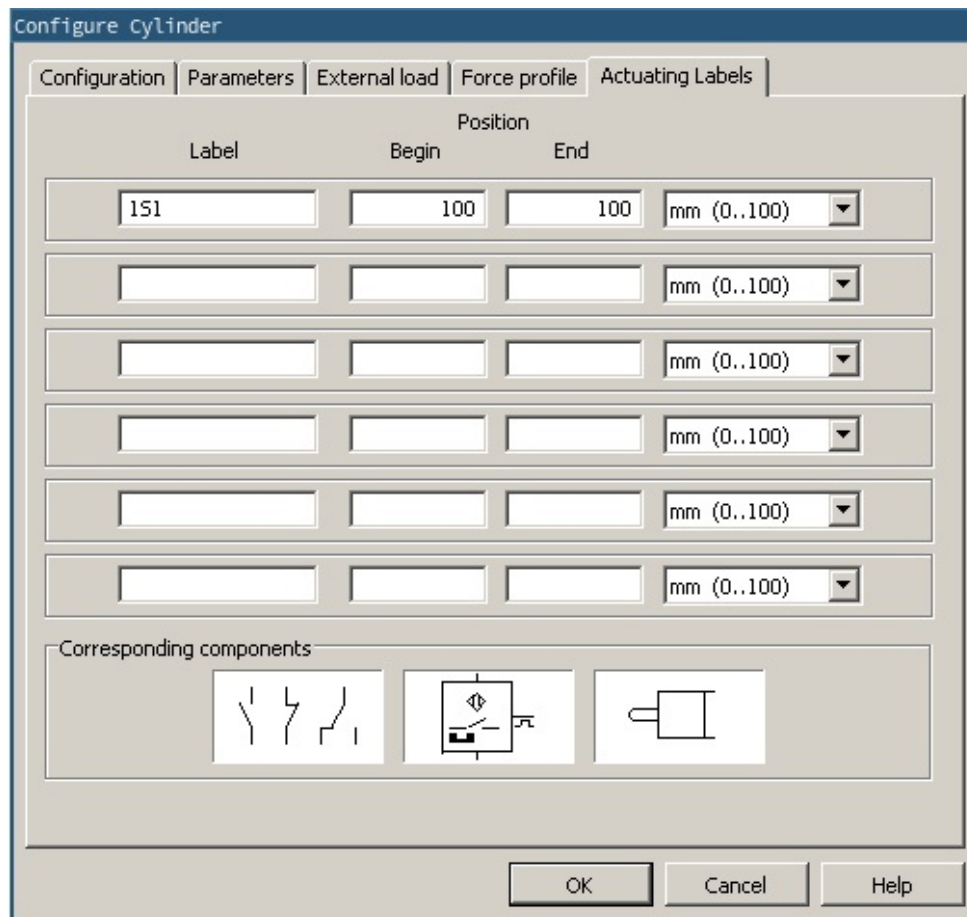 Configure Cylinder
Configuration Parameters External load Force profile Actuating Labels
Position
Label Begin End
1S1 100 100 mm (0..100)
mm (0..100)
mm (0..100)
mm (0..100)
mm (0..100)
mm (0..100)
Corresponding components
OK Cancel Help